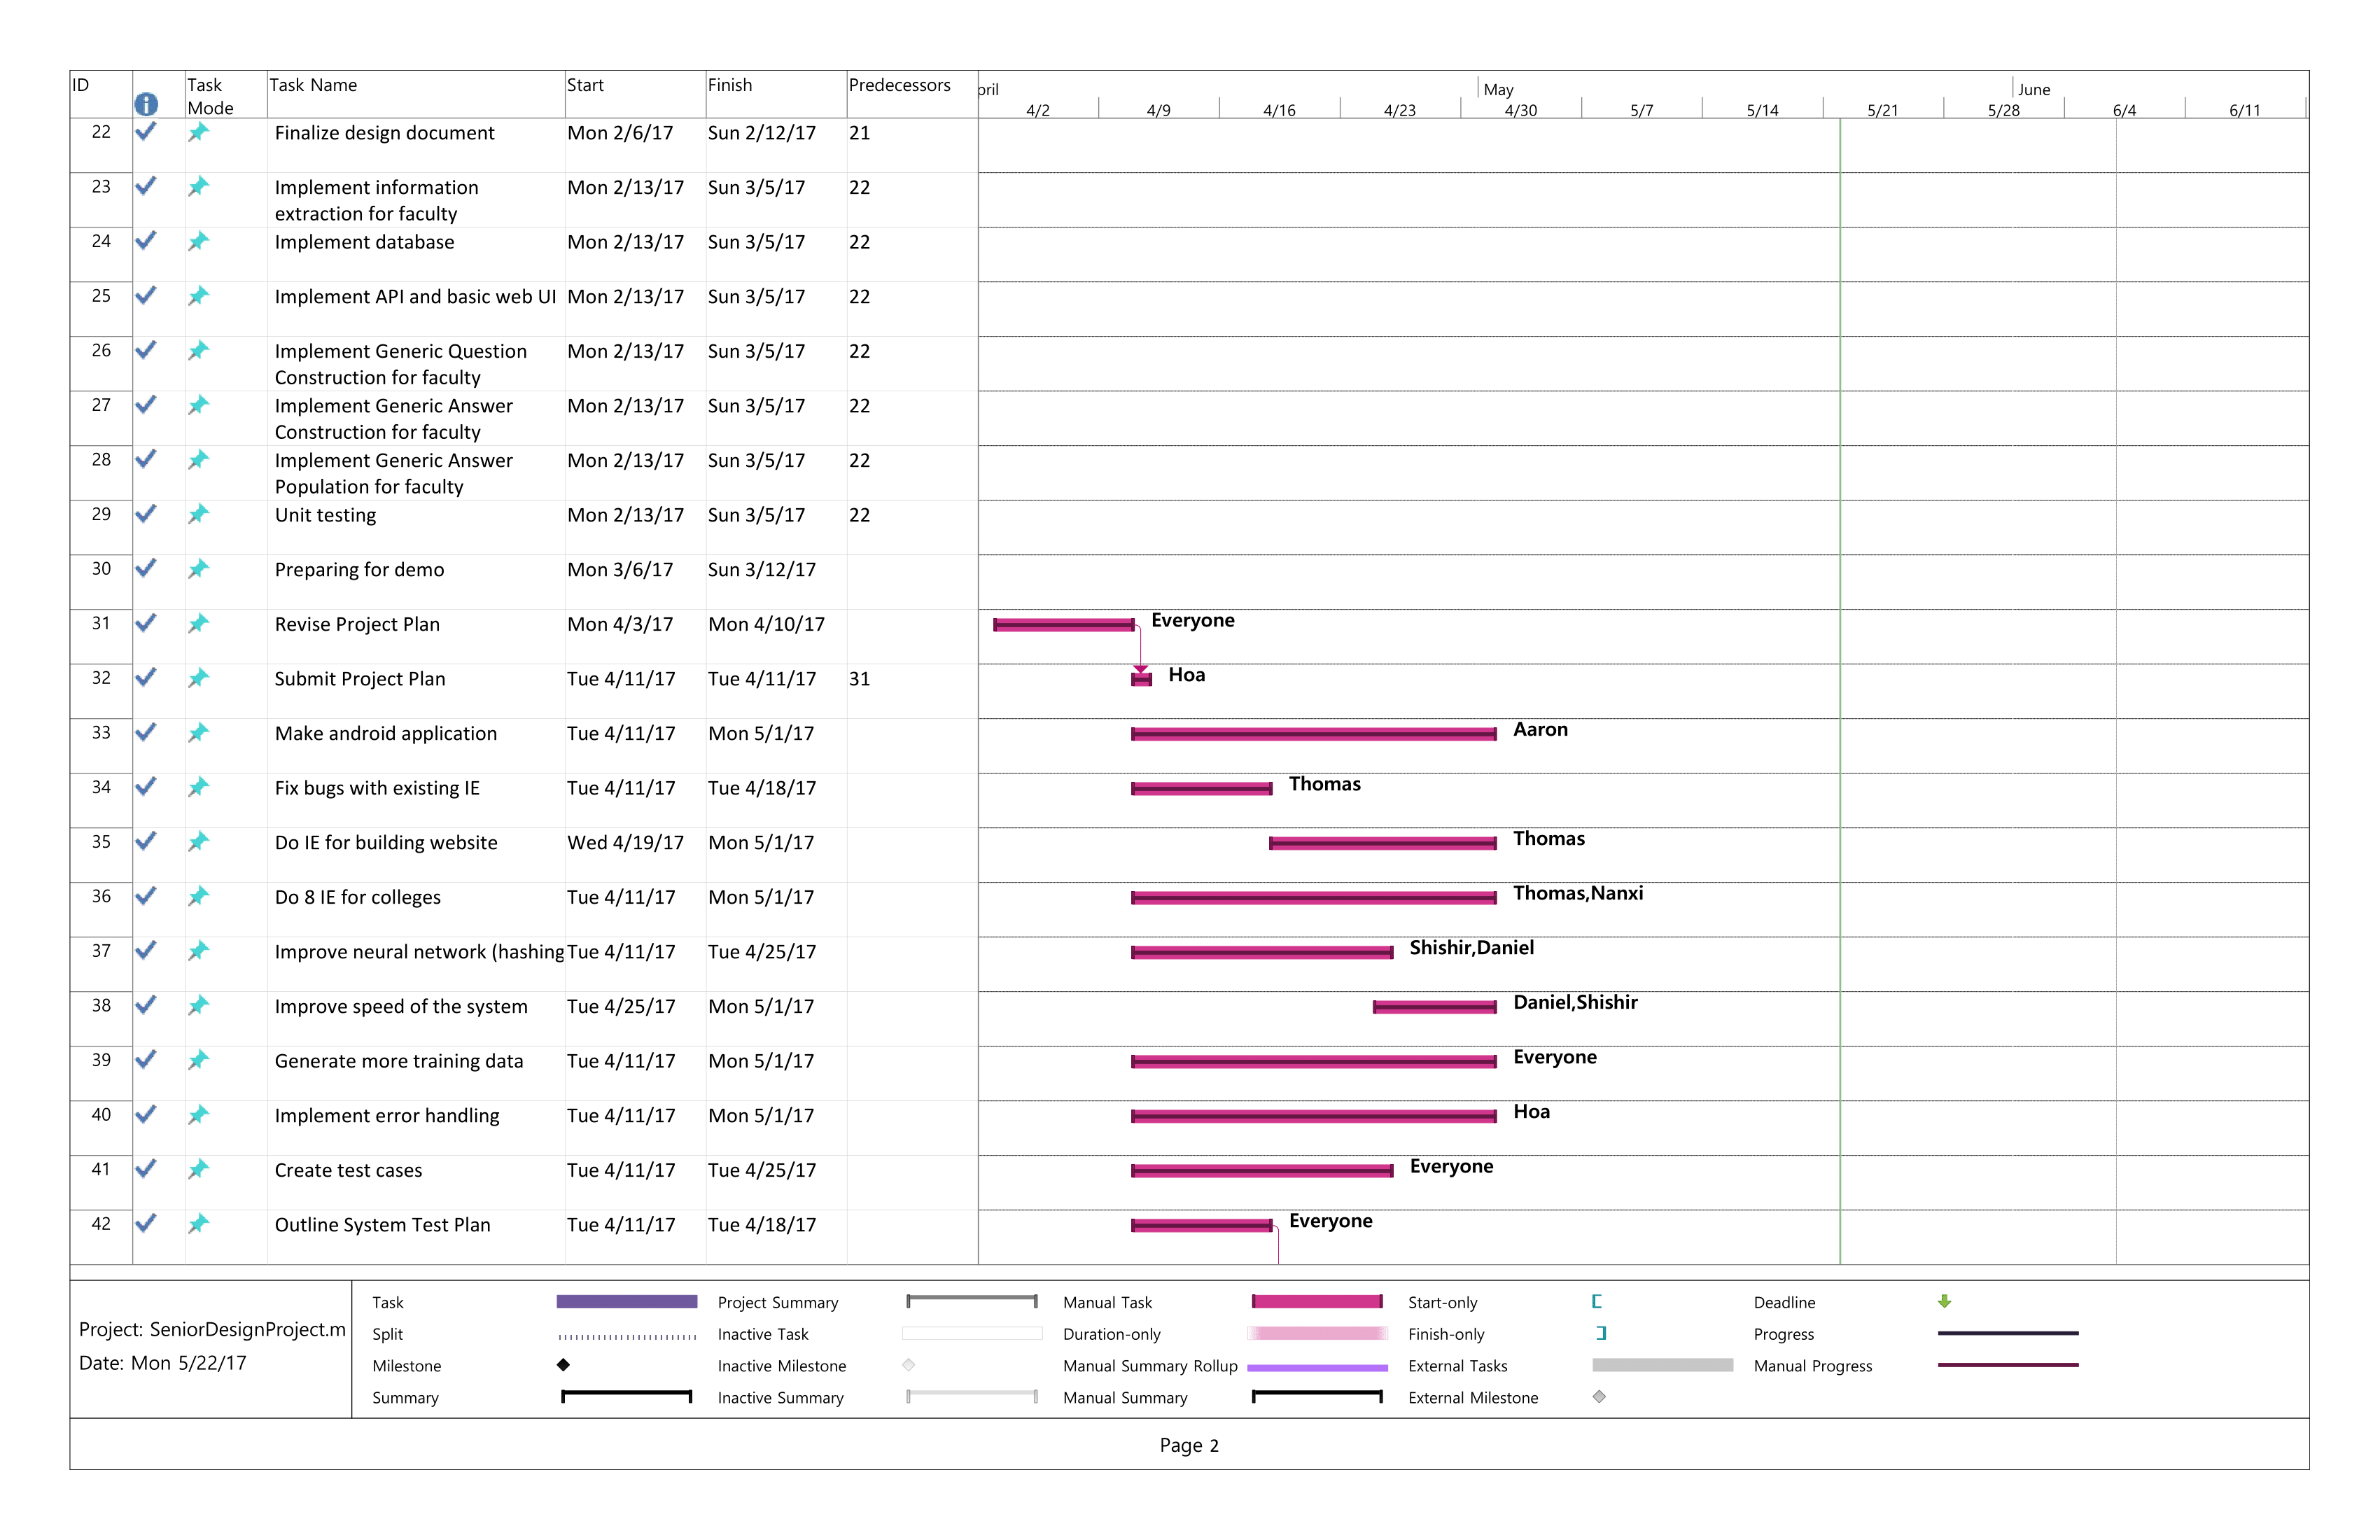 ID Task Mode Task Name Start Finish Predecessors pril May June
4/2 4/9 4/16 4/23 4/30 5/7 5/14 5/21 5/28 6/4 6/11
22 Finalize design document Mon 2/6/17 Sun 2/12/17 21
23 Implement information extraction for faculty Mon 2/13/17 Sun 3/5/17 22
24 Implement database Mon 2/13/17 Sun 3/5/17 22
25 Implement API and basic web UI Mon 2/13/17 Sun 3/5/17 22
26 Implement Generic Question Construction for faculty Mon 2/13/17 Sun 3/5/17 22
27 Implement Generic Answer Construction for faculty Mon 2/13/17 Sun 3/5/17 22
28 Implement Generic Answer Population for faculty Mon 2/13/17 Sun 3/5/17 22
29 Unit testing Mon 2/13/17 Sun 3/5/17 22
30 Preparing for demo Mon 3/6/17 Sun 3/12/17
31 Revise Project Plan Mon 4/3/17 Mon 4/10/17 Everyone
32 Submit Project Plan Tue 4/11/17 Tue 4/11/17 31 Hoa
33 Make android application Tue 4/11/17 Mon 5/1/17 Aaron
34 Fix bugs with existing IE Tue 4/11/17 Tue 4/18/17 Thomas
35 Do IE for building website Wed 4/19/17 Mon 5/1/17 Thomas
36 Do 8 IE for colleges Tue 4/11/17 Mon 5/1/17 Thomas,Nanxi
37 Improve neural network (hashing Tue 4/11/17 Tue 4/25/17 Shishir,Daniel
38 Improve speed of the system Tue 4/25/17 Mon 5/1/17 Daniel,Shishir
39 Generate more training data Tue 4/11/17 Mon 5/1/17 Everyone
40 Implement error handling Tue 4/11/17 Mon 5/1/17 Hoa
41 Create test cases Tue 4/11/17 Tue 4/25/17 Everyone
42 Outline System Test Plan Tue 4/11/17 Tue 4/18/17 Everyone
Project: SeniorDesignProject.m
Date: Mon 5/22/17
Task Project Summary Manual Task Start-only Deadline
Split Inactive Task Duration-only Finish-only Progress
Milestone Inactive Milestone Manual Summary Rollup External Tasks Manual Progress
Summary Inactive Summary Manual Summary External Milestone
Page 2